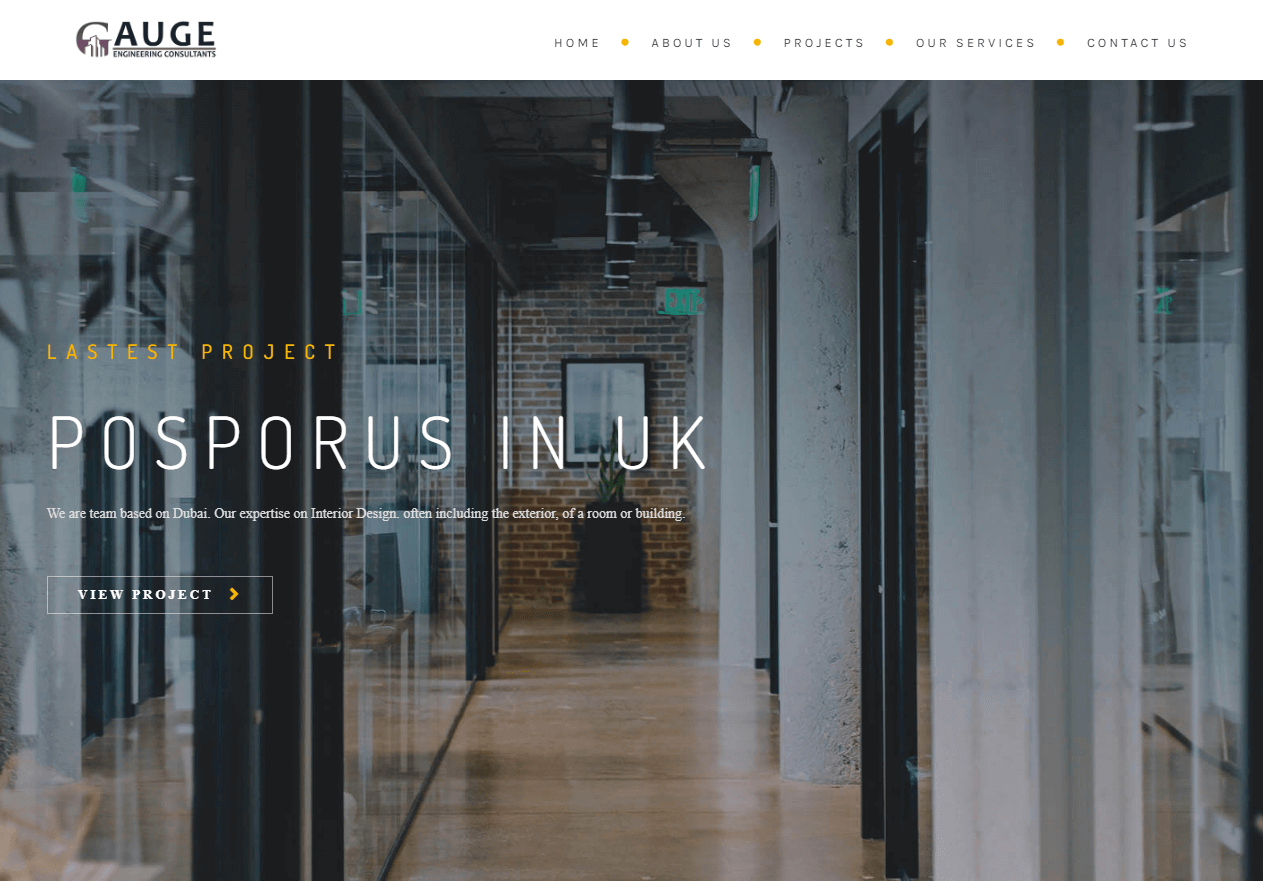 GAUGE
ENGINEERING CONSULTANTS
HOME
ABOUT US
PROJECTS
OUR SERVICES
CONTACT US
EXIT
LASTEST PROJECT
POSPORUS IN UK
We are team based on Dubai. Our expertise on Interior Design. often including the exterior, of a room or building.
VIEW PROJECT